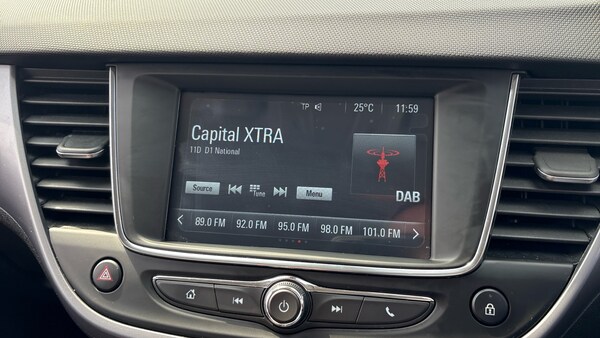 TP 25°C 11:59
Capital XTRA
11D D1 National
Source Tune Menu
DAB
89.0 FM 92.0 FM 95.0 FM 98.0 FM 101.0 FM